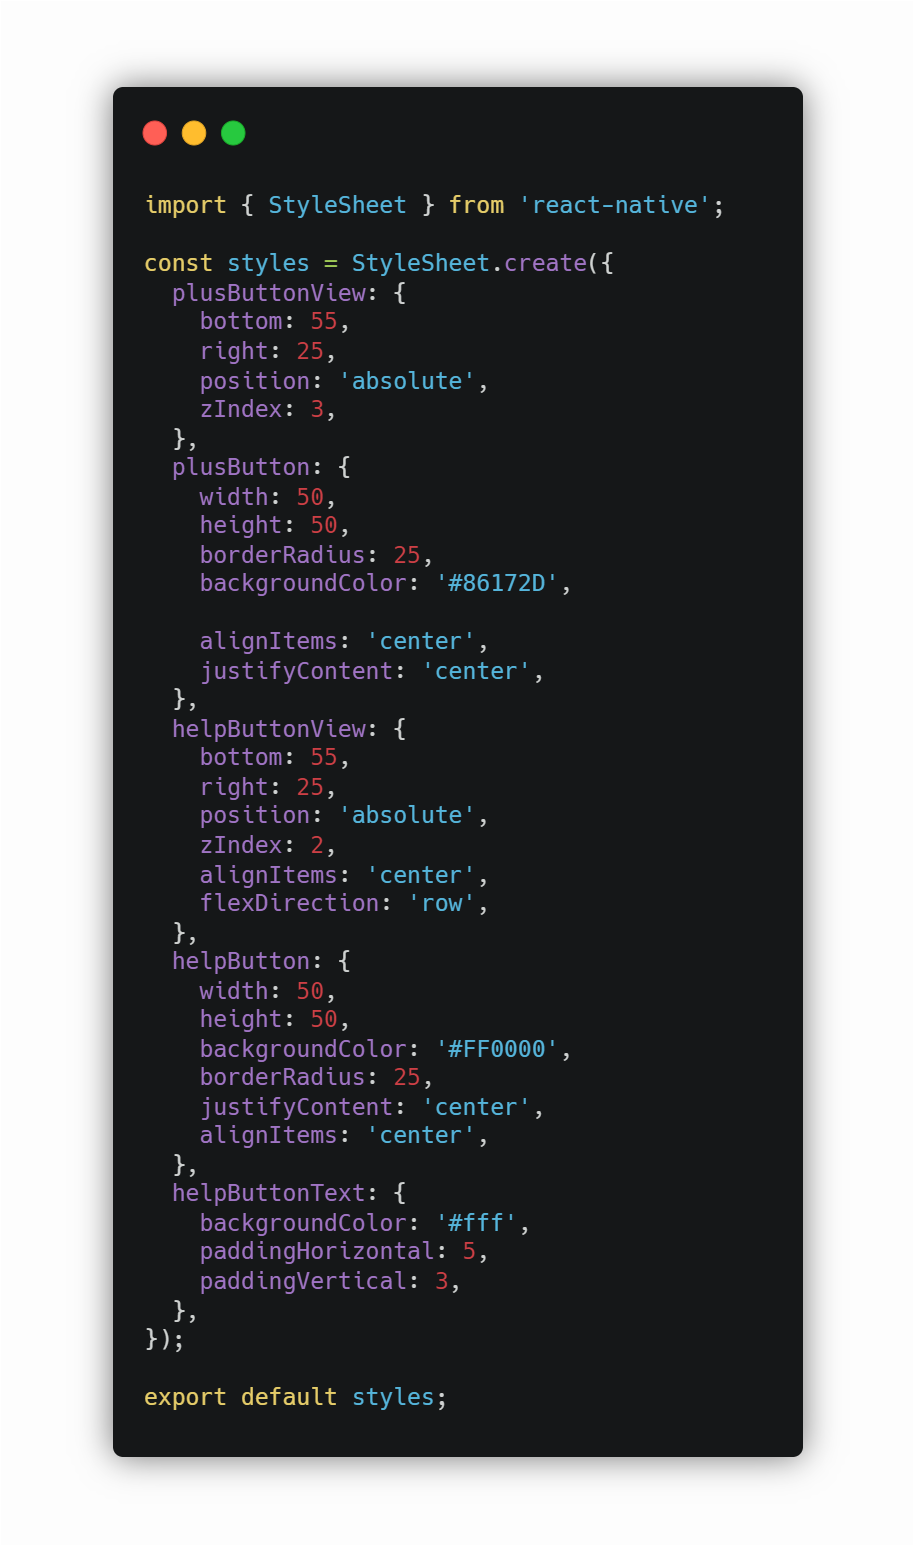 import { StyleSheet } from 'react-native';

const styles = StyleSheet.create({
  plusButtonView: {
    bottom: 55,
    right: 25,
    position: 'absolute',
    zIndex: 3,
  },
  plusButton: {
    width: 50,
    height: 50,
    borderRadius: 25,
    backgroundColor: '#86172D',

    alignItems: 'center',
    justifyContent: 'center',
  },
  helpButtonView: {
    bottom: 55,
    right: 25,
    position: 'absolute',
    zIndex: 2,
    alignItems: 'center',
    flexDirection: 'row',
  },
  helpButton: {
    width: 50,
    height: 50,
    backgroundColor: '#FF0000',
    borderRadius: 25,
    justifyContent: 'center',
    alignItems: 'center',
  },
  helpButtonText: {
    backgroundColor: '#fff',
    paddingHorizontal: 5,
    paddingVertical: 3,
  },
});

export default styles;